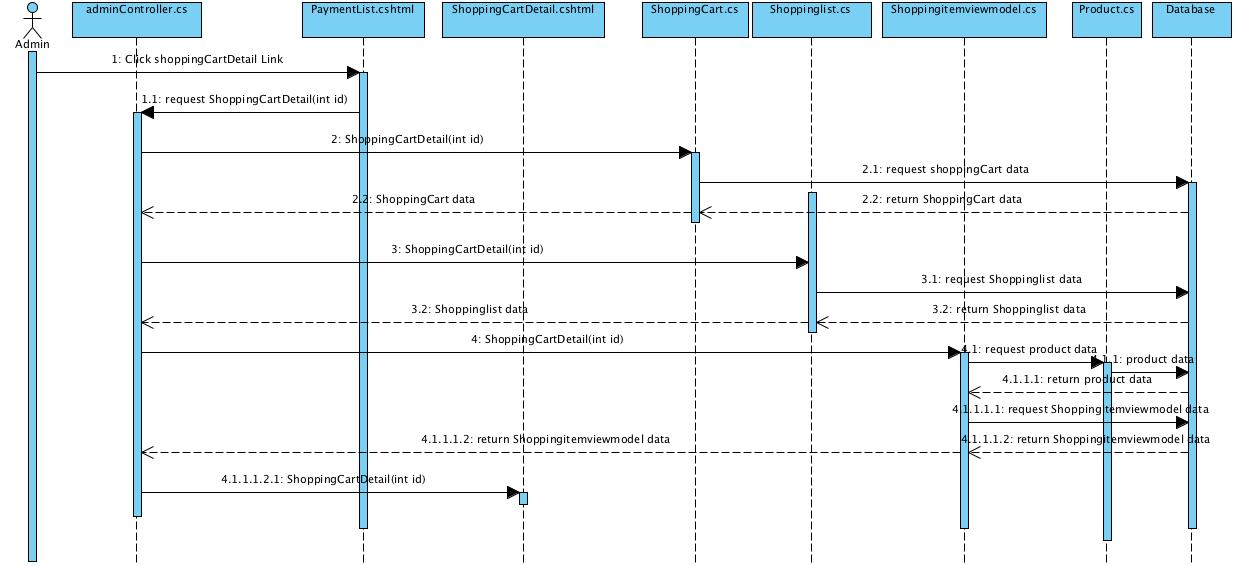 adminController.cs
PaymentList.cshtml
ShoppingCartDetail.cshtml
ShoppingCart.cs
Shoppinglist.cs
Shoppingitemviewmodel.cs
Product.cs
Database
Admin
1: Click shoppingCartDetail Link
1.1: request ShoppingCartDetail(int id)
2: ShoppingCartDetail(int id)
2.1: request shoppingCart data
2.2: ShoppingCart data
2.2: return ShoppingCart data
3: ShoppingCartDetail(int id)
3.1: request Shoppinglist data
3.2: Shoppinglist data
3.2: return Shoppinglist data
4: ShoppingCartDetail(int id)
4.1: request product data
4.1.1: product data
4.1.1.1: return product data
4.1.1.1.1: request Shoppingitemviewmodel data
4.1.1.1.2: return Shoppingitemviewmodel data
4.1.1.1.2: return Shoppingitemviewmodel data
4.1.1.1.2.1: ShoppingCartDetail(int id)